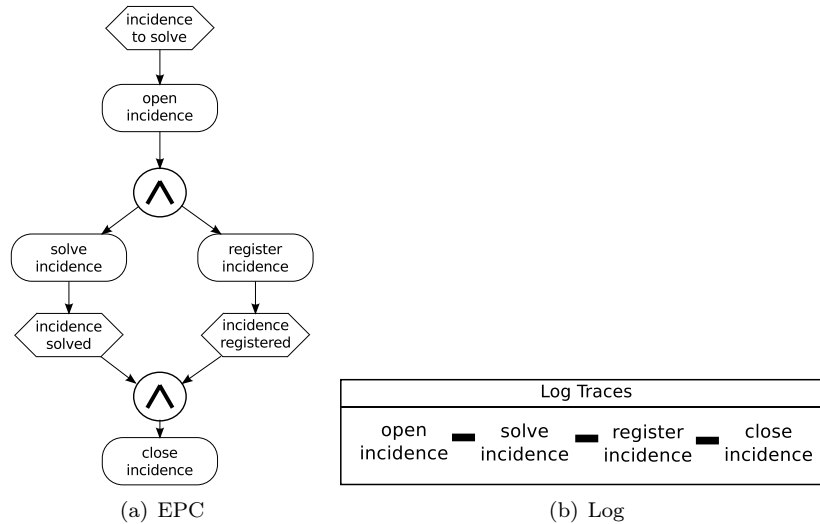 incidence
to solve
open
incidence
solve
incidence
register
incidence
incidence
solved
incidence
registered
close
incidence
(a) EPC
Log Traces
open
incidence
solve
incidence
register
incidence
close
incidence
(b) Log